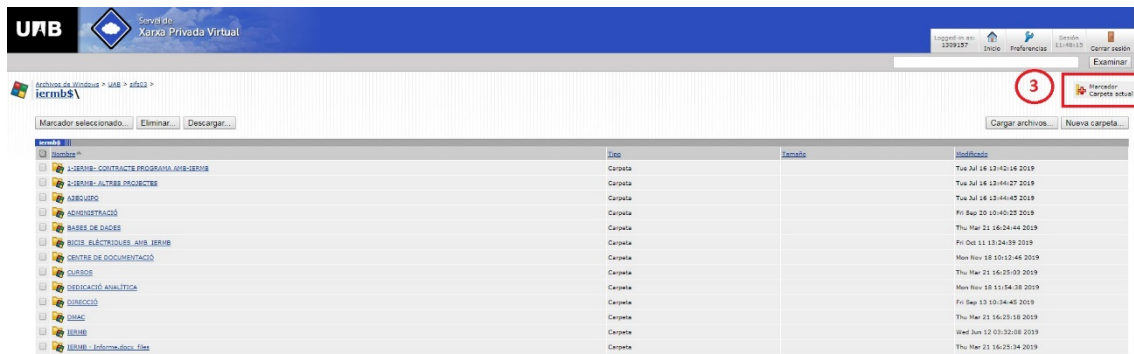 UAB
Servei de
Xarxa Privada Virtual
Logged-in as:
1309157
Inicio
Preferencias
Sesión
11:48:15
Cerrar sesión
Examinar
Archivos de Windows > UAB > sifs03 >
iermb$\
3
Marcador
Carpeta actual
Marcador seleccionado... Eliminar... Descargar... Cargar archivos... Nueva carpeta...
iermb$
Nombre Tipo Tamaño Modificado
1-IERMB- CONTRACTE PROGRAMA AMB-IERMB Carpeta Tue Jul 16 13:42:16 2019
2-IERMB- ALTRES PROJECTES Carpeta Tue Jul 16 13:44:27 2019
A3EQUIPO Carpeta Tue Jul 16 13:44:45 2019
ADMINISTRACIÓ Carpeta Fri Sep 20 10:40:25 2019
BASES DE DADES Carpeta Thu Mar 21 16:24:44 2019
BICIS_ELÈCTRIQUES_AMB_IERMB Carpeta Fri Oct 11 13:24:39 2019
CENTRE DE DOCUMENTACIÓ Carpeta Mon Nov 18 10:12:46 2019
CURSOS Carpeta Thu Mar 21 16:25:03 2019
DEDICACIÓ ANALÍTICA Carpeta Mon Nov 18 11:54:38 2019
DIRECCIÓ Carpeta Fri Sep 13 10:34:45 2019
DMAC Carpeta Thu Mar 21 16:25:18 2019
IERMB Carpeta Wed Jun 12 03:32:08 2019
IERMB - Informe.docx_files Carpeta Thu Mar 21 16:25:34 2019